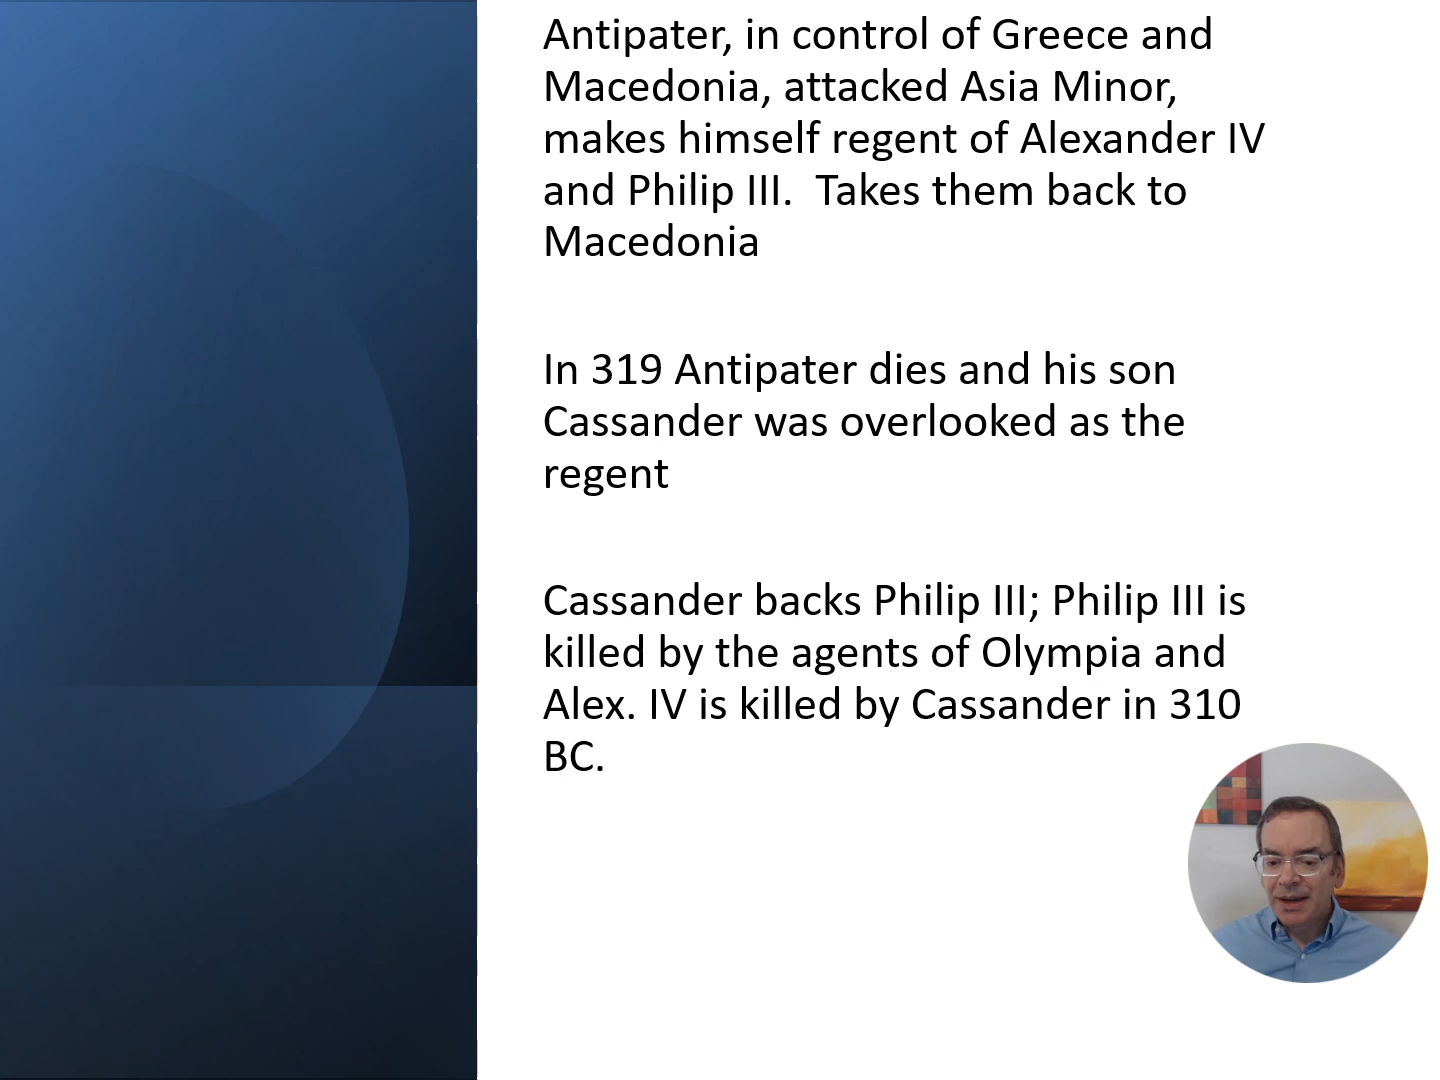 Antipater, in control of Greece and
Macedonia, attacked Asia Minor,
makes himself regent of Alexander IV
and Philip III.  Takes them back to
Macedonia
In 319 Antipater dies and his son
Cassander was overlooked as the
regent
Cassander backs Philip III; Philip III is
killed by the agents of Olympia and
Alex. IV is killed by Cassander in 310
BC.